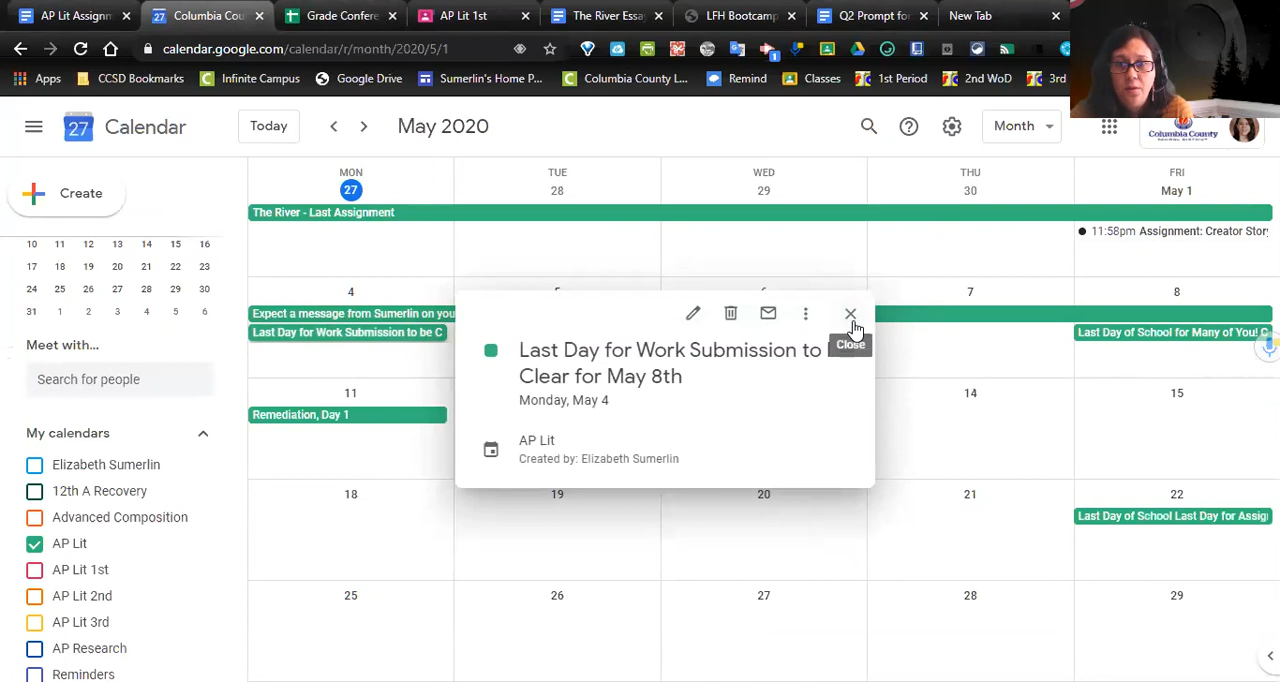 AP Lit Assignm
Columbia Cou
Grade Confere
AP Lit 1st
The River Essay
LFH Bootcamp
Q2 Prompt for
New Tab
calendar.google.com/calendar/r/month/2020/5/1
Apps
CCSD Bookmarks
Infinite Campus
Google Drive
Sumerlin's Home P...
Columbia County L...
Remind
Classes
1st Period
2nd WoD
3rd
27 Calendar
Today
May 2020
Month
Columbia County
Create
MON
TUE
WED
THU
FRI
27
28
29
30
May 1
The River - Last Assignment
11:58pm Assignment: Creator Story
10 11 12 13 14 15 16
17 18 19 20 21 22 23
24 25 26 27 28 29 30
31 1 2 3 4 5 6
4
7
8
Expect a message from Sumerlin on you
Last Day for Work Submission to be C
Last Day of School for Many of You! C
Close
Last Day for Work Submission to
Clear for May 8th
Monday, May 4
AP Lit
Created by: Elizabeth Sumerlin
Meet with...
Search for people
11
14
15
Remediation, Day 1
My calendars
Elizabeth Sumerlin
12th A Recovery
Advanced Composition
AP Lit
AP Lit 1st
AP Lit 2nd
AP Lit 3rd
AP Research
Reminders
18
19
20
21
22
Last Day of School Last Day for Assig
25
26
27
28
29